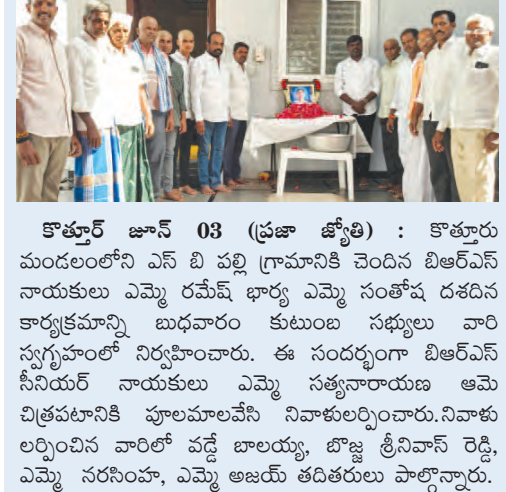 కొత్తూర్ జూన్ 03 (ప్రజా జ్యోతి) : కొత్తూరు
మండలంలోని ఎస్ బి పల్లి గ్రామానికి చెందిన బిఆర్ఎస్
నాయకులు ఎమ్మె రమేష్ భార్య ఎమ్మె సంతోష దశదిన
కార్యక్రమాన్ని బుధవారం కుటుంబ సభ్యులు వారి
స్వగృహంలో నిర్వహించారు. ఈ సందర్భంగా బిఆర్ఎస్
సీనియర్ నాయకులు ఎమ్మె సత్యనారాయణ ఆమె
చిత్రపటానికి పూలమాలవేసి నివాళులర్పించారు.నివాళు
లర్పించిన వారిలో వడ్డే బాలయ్య, బొజ్జ శ్రీనివాస్ రెడ్డి,
ఎమ్మె నరసింహ, ఎమ్మె అజయ్ తదితరులు పాల్గొన్నారు.